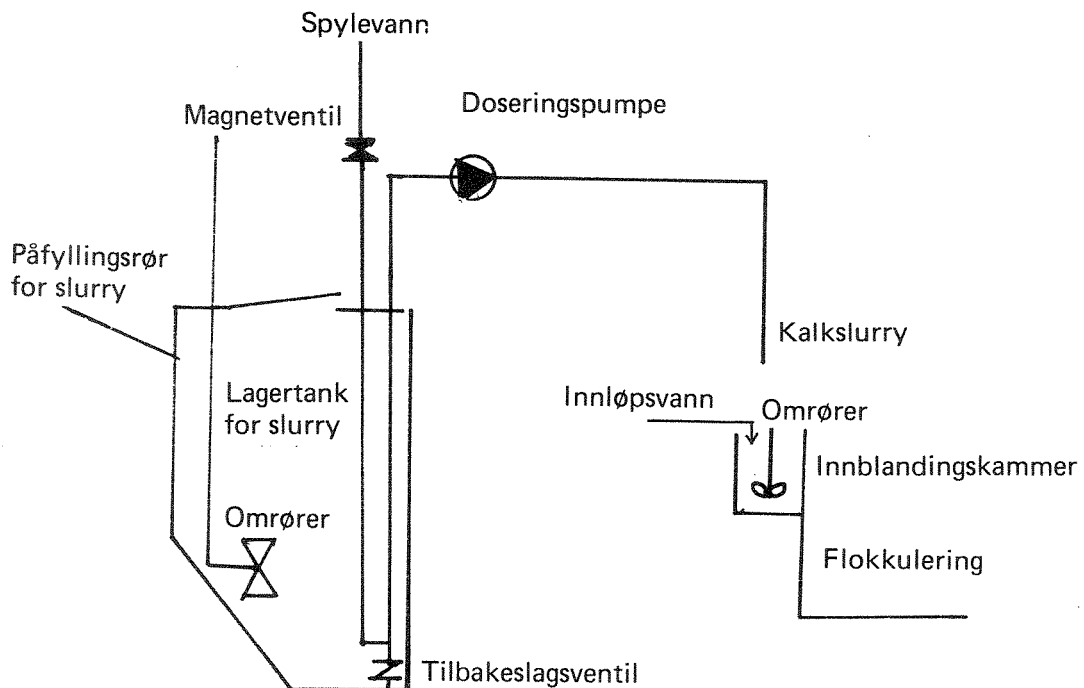 Spylevann
Magnetventil
Doseringspumpe
Påfyllingsrør
for slurry
Kalkslurry
Lagertank
for slurry
Innløpsvann
Omrører
Innblandingskammer
Omrører
Flokkulering
Tilbakeslagsventil